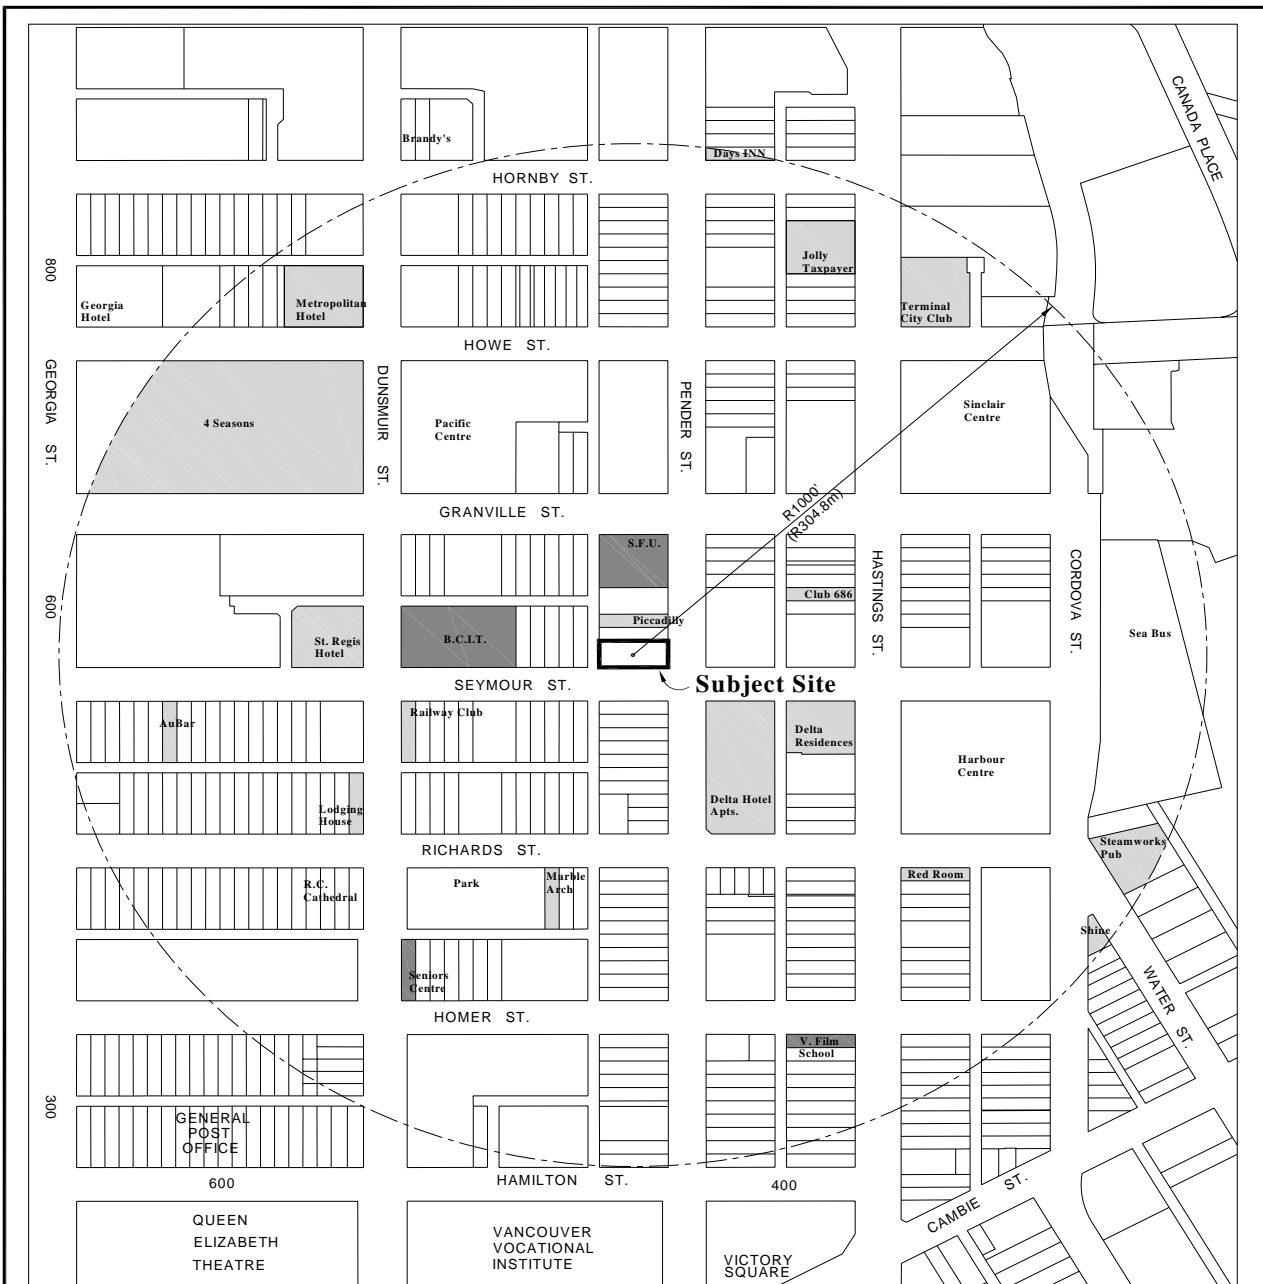 CANADA PLACE
Brandy's
Days INN
HORNBY ST.
800
Jolly
Taxpayer
Georgia
Hotel
Metropolitan
Hotel
Terminal
City Club
HOWE ST.
GEORGIA ST.
DUNSMUIR ST.
PENDER ST.
4 Seasons
Pacific
Centre
Sinclair
Centre
R1000'
(R304.8m)
GRANVILLE ST.
S.F.U.
HASTINGS ST.
CORDOVA ST.
600
Club 686
Piccadilly
St. Regis
Hotel
B.C.I.T.
Sea Bus
SEYMOUR ST.
Subject Site
AuBar
Railway Club
Delta
Residences
Harbour
Centre
Lodging
House
Delta Hotel
Apts.
RICHARDS ST.
Steamworks
Pub
R.C.
Cathedral
Park
Marble
Arch
Red Room
Shine
Seniors
Centre
WATER ST.
HOMER ST.
V. Film
School
300
GENERAL
POST
OFFICE
HAMILTON ST.
600
400
CAMBIE ST.
QUEEN
ELIZABETH
THEATRE
VANCOUVER
VOCATIONAL
INSTITUTE
VICTORY
SQUARE